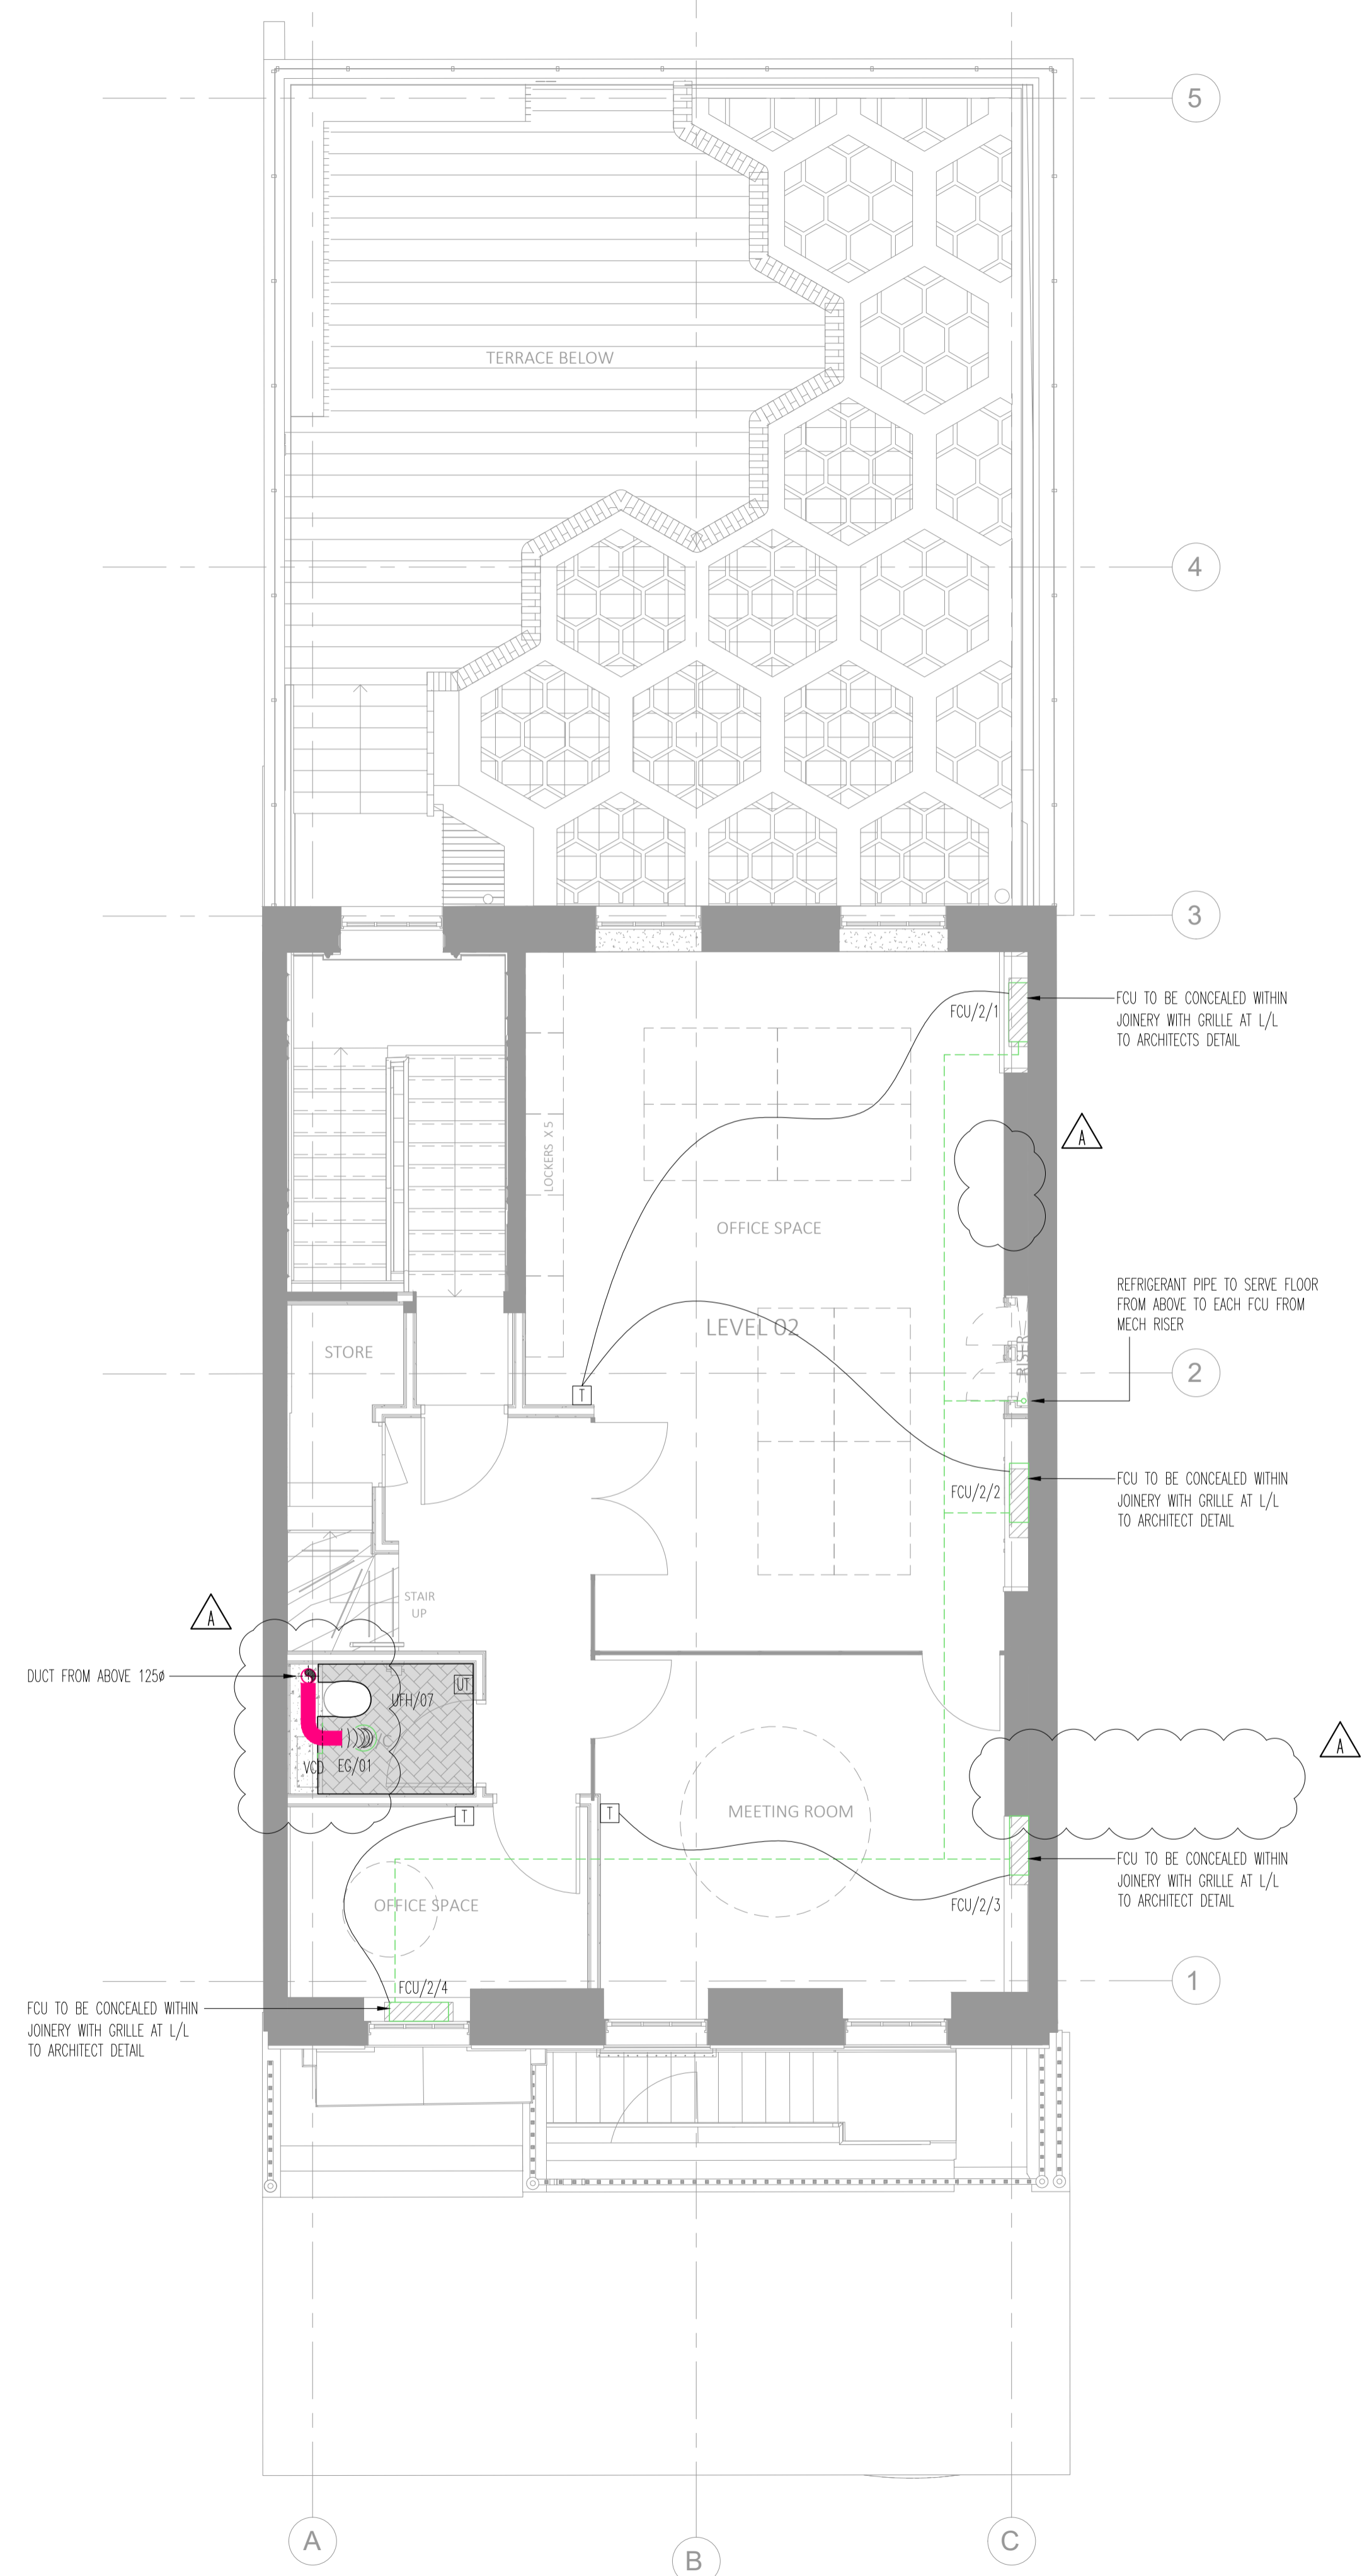 5
TERRACE BELOW
4
3
FCU/2/1
FCU TO BE CONCEALED WITHIN
JOINERY WITH GRILLE AT L/L
TO ARCHITECTS DETAIL
A
LOCKERS X 5
OFFICE SPACE
REFRIGERANT PIPE TO SERVE FLOOR
FROM ABOVE TO EACH FCU FROM
MECH RISER
LEVEL 02
RISER
STORE
2
T
FCU/2/2
FCU TO BE CONCEALED WITHIN
JOINERY WITH GRILLE AT L/L
TO ARCHITECT DETAIL
STAIR
UP
A
DUCT FROM ABOVE 125ø
UT
UFH/07
VCD
EG/01
A
T
T
MEETING ROOM
FCU TO BE CONCEALED WITHIN
JOINERY WITH GRILLE AT L/L
TO ARCHITECT DETAIL
OFFICE SPACE
FCU/2/3
FCU/2/4
1
FCU TO BE CONCEALED WITHIN
JOINERY WITH GRILLE AT L/L
TO ARCHITECT DETAIL
A
B
C